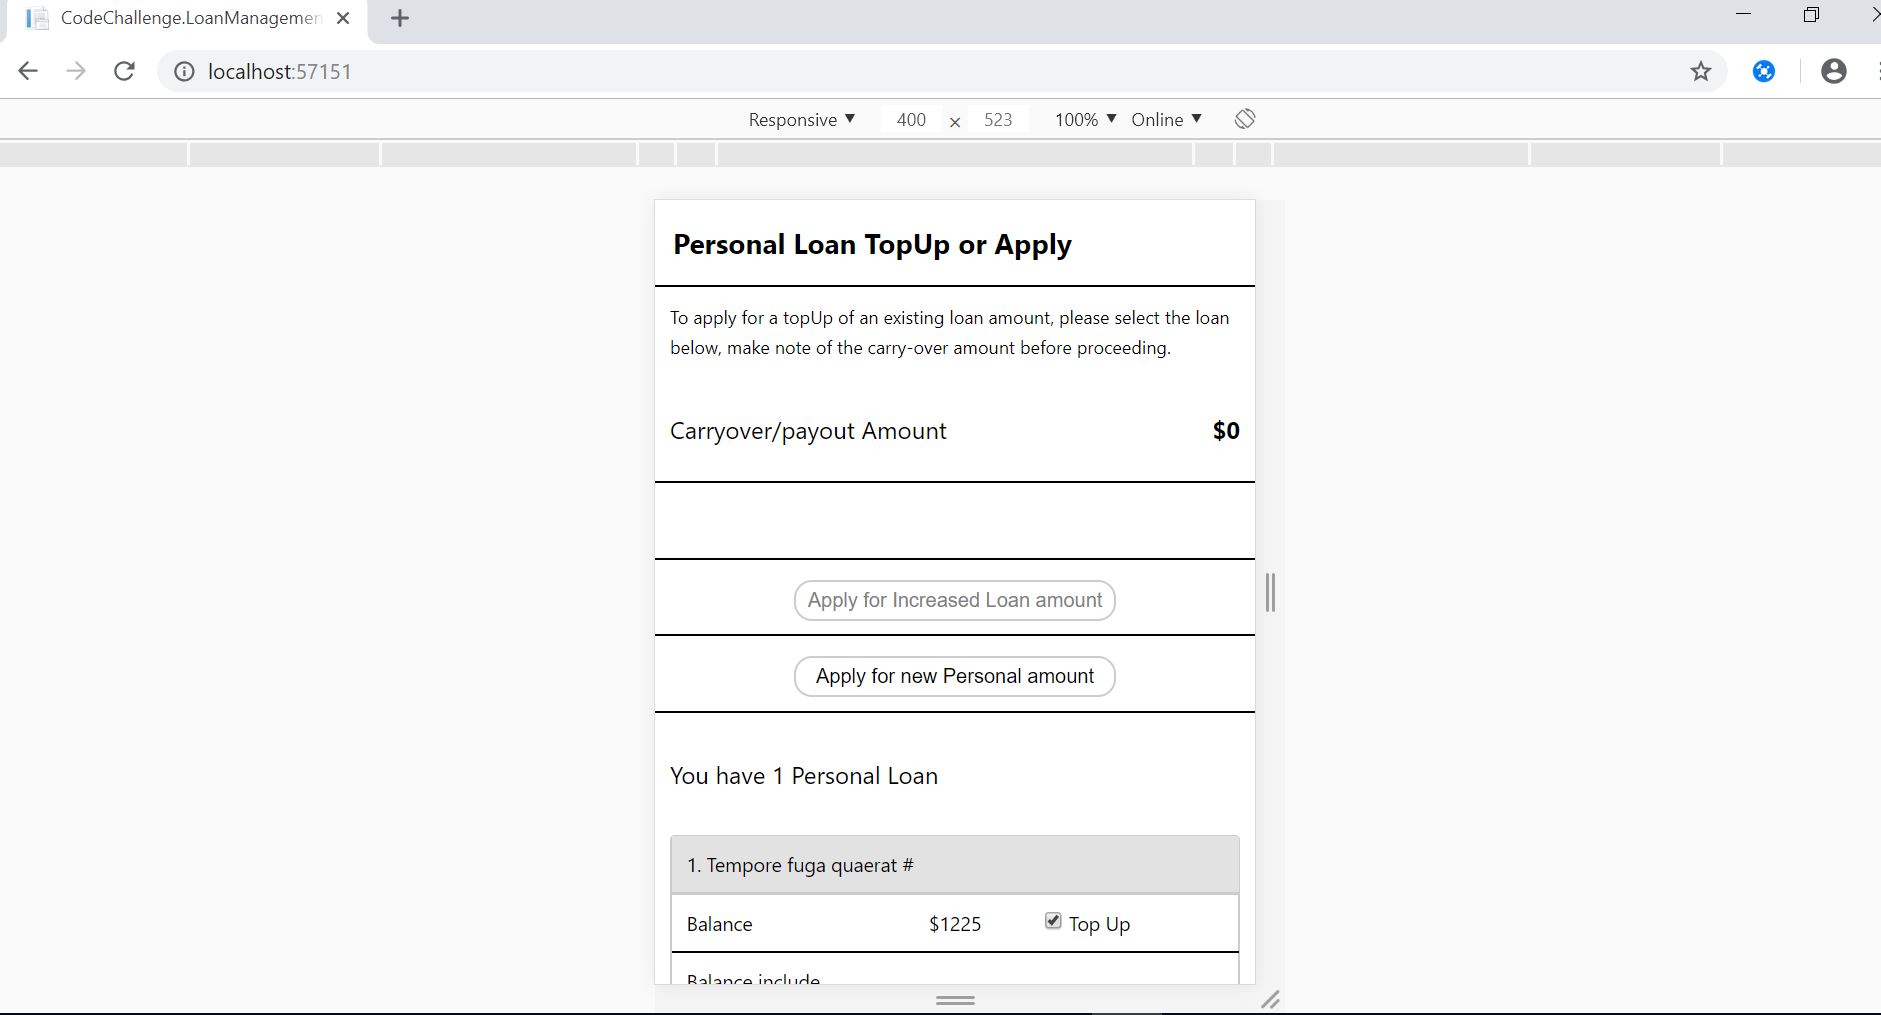 CodeChallenge.LoanManagemen
localhost:57151
Responsive ▼ 400 × 523 100% ▼ Online ▼
Personal Loan TopUp or Apply
To apply for a topUp of an existing loan amount, please select the loan
below, make note of the carry-over amount before proceeding.
Carryover/payout Amount $0
Apply for Increased Loan amount
Apply for new Personal amount
You have 1 Personal Loan
1. Tempore fuga quaerat #
Balance $1225 Top Up
Balance include